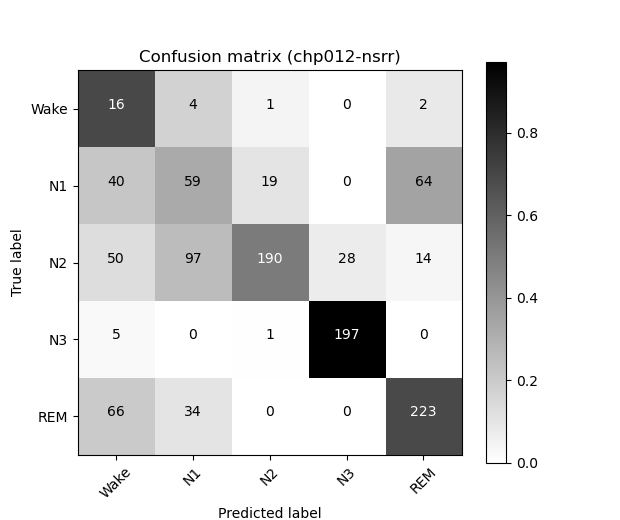 Confusion matrix (chp012-nsrr)
True label
Wake 16 4 1 0 2
N1 40 59 19 0 64
N2 50 97 190 28 14
N3 5 0 1 197 0
REM 66 34 0 0 223
Wake N1 N2 N3 REM
Predicted label
0.8
0.6
0.4
0.2
0.0